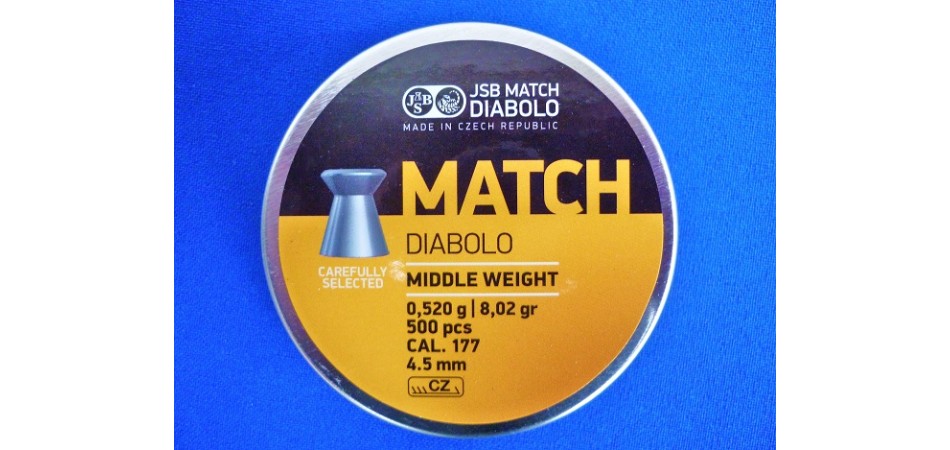 JSB MATCH
DIABOLO
MADE IN CZECH REPUBLIC
MATCH
DIABOLO
CAREFULLY
SELECTED
MIDDLE WEIGHT
0,520 g | 8,02 gr
500 pcs
CAL. 177
4.5 mm
CZ